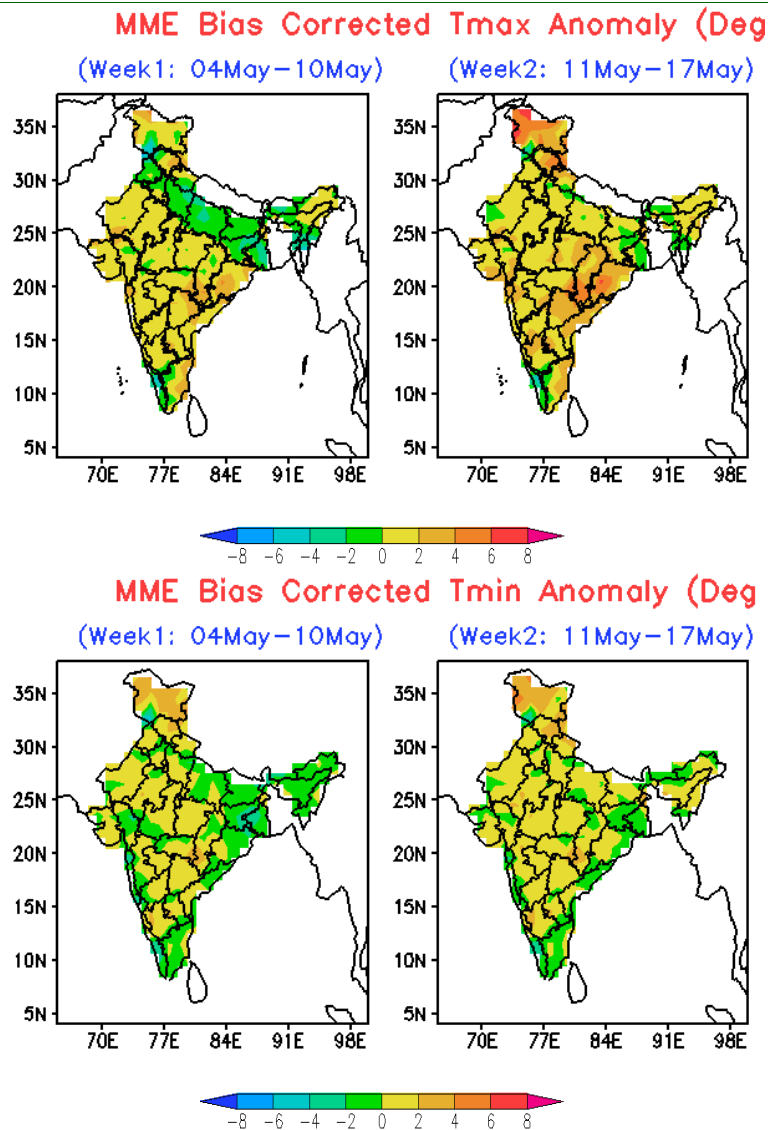 MME Bias Corrected Tmax Anomaly (Deg
(Week1: 04May-10May) (Week2: 11May-17May)
35N 35N
30N 30N
25N 25N
20N 20N
15N 15N
10N 10N
5N 5N
70E 77E 84E 91E 98E 70E 77E 84E 91E 98E
-8 -6 -4 -2 0 2 4 6 8
MME Bias Corrected Tmin Anomaly (Deg
(Week1: 04May-10May) (Week2: 11May-17May)
35N 35N
30N 30N
25N 25N
20N 20N
15N 15N
10N 10N
5N 5N
70E 77E 84E 91E 98E 70E 77E 84E 91E 98E
-8 -6 -4 -2 0 2 4 6 8